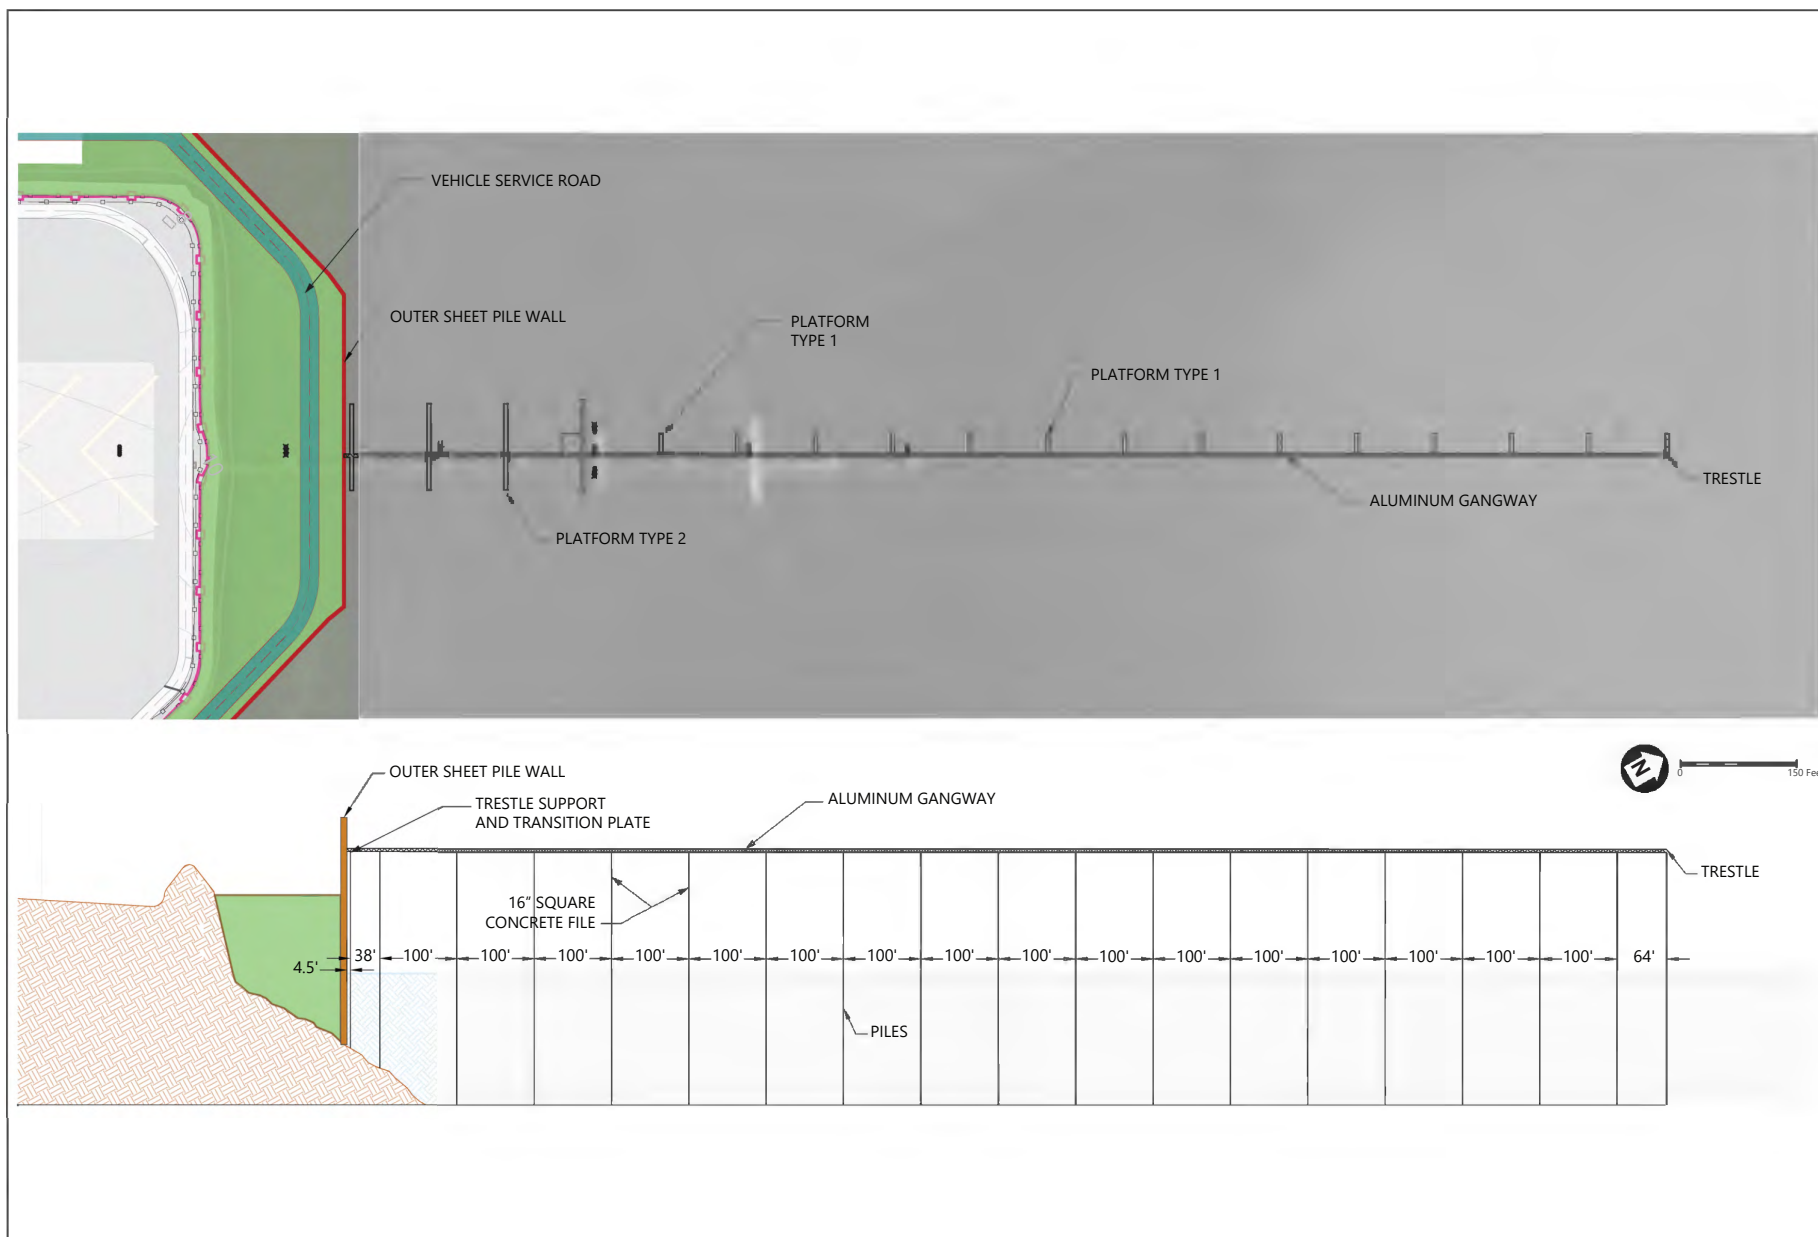 VEHICLE SERVICE ROAD
OUTER SHEET PILE WALL
PLATFORM
TYPE 1
PLATFORM TYPE 1
PLATFORM TYPE 2
ALUMINUM GANGWAY
TRESTLE
N
0
150 Fee
OUTER SHEET PILE WALL
TRESTLE SUPPORT
AND TRANSITION PLATE
ALUMINUM GANGWAY
TRESTLE
16" SQUARE
CONCRETE FILE
4.5' 38' 100' 100' 100' 100' 100' 100' 100' 100' 100' 100' 100' 100' 100' 100' 100' 100' 64'
PILES